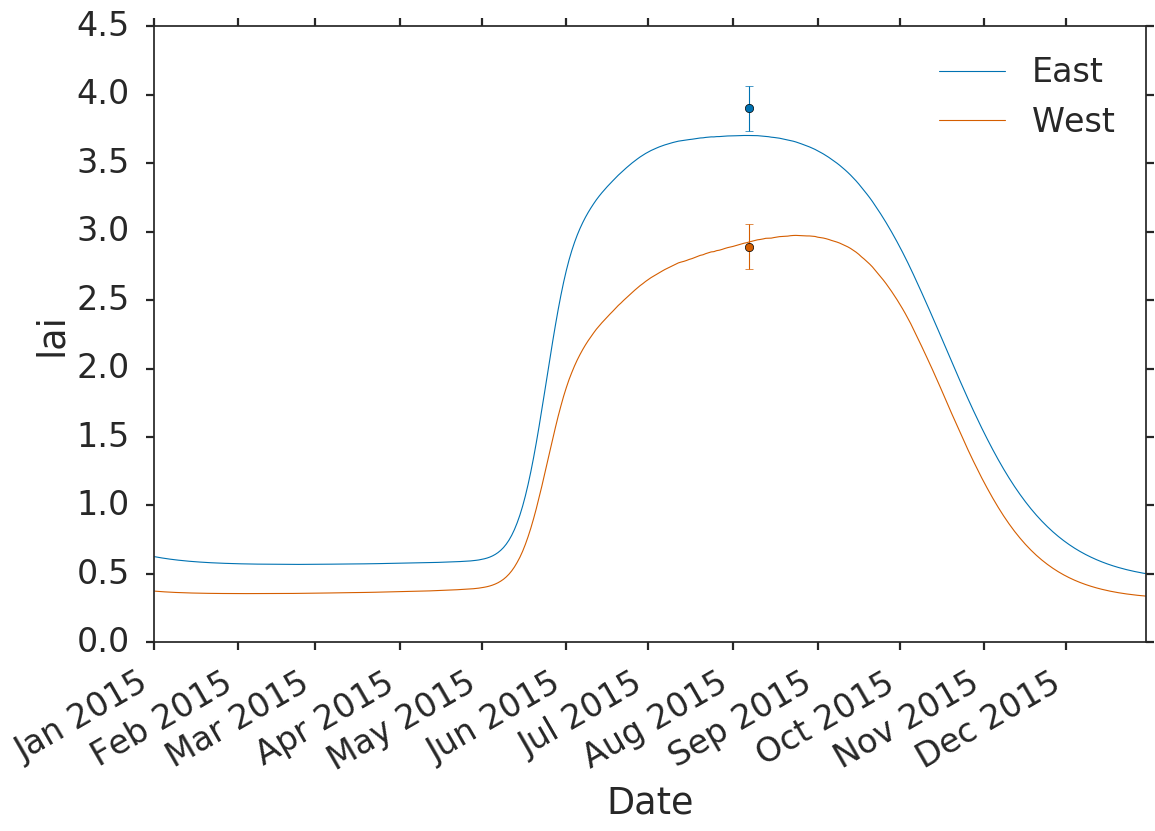 4.5
4.0
3.5
3.0
2.5
2.0
1.5
1.0
0.5
0.0
lai
East
West
Jan 2015
Feb 2015
Mar 2015
Apr 2015
May 2015
Jun 2015
Jul 2015
Aug 2015
Sep 2015
Oct 2015
Nov 2015
Dec 2015
Date